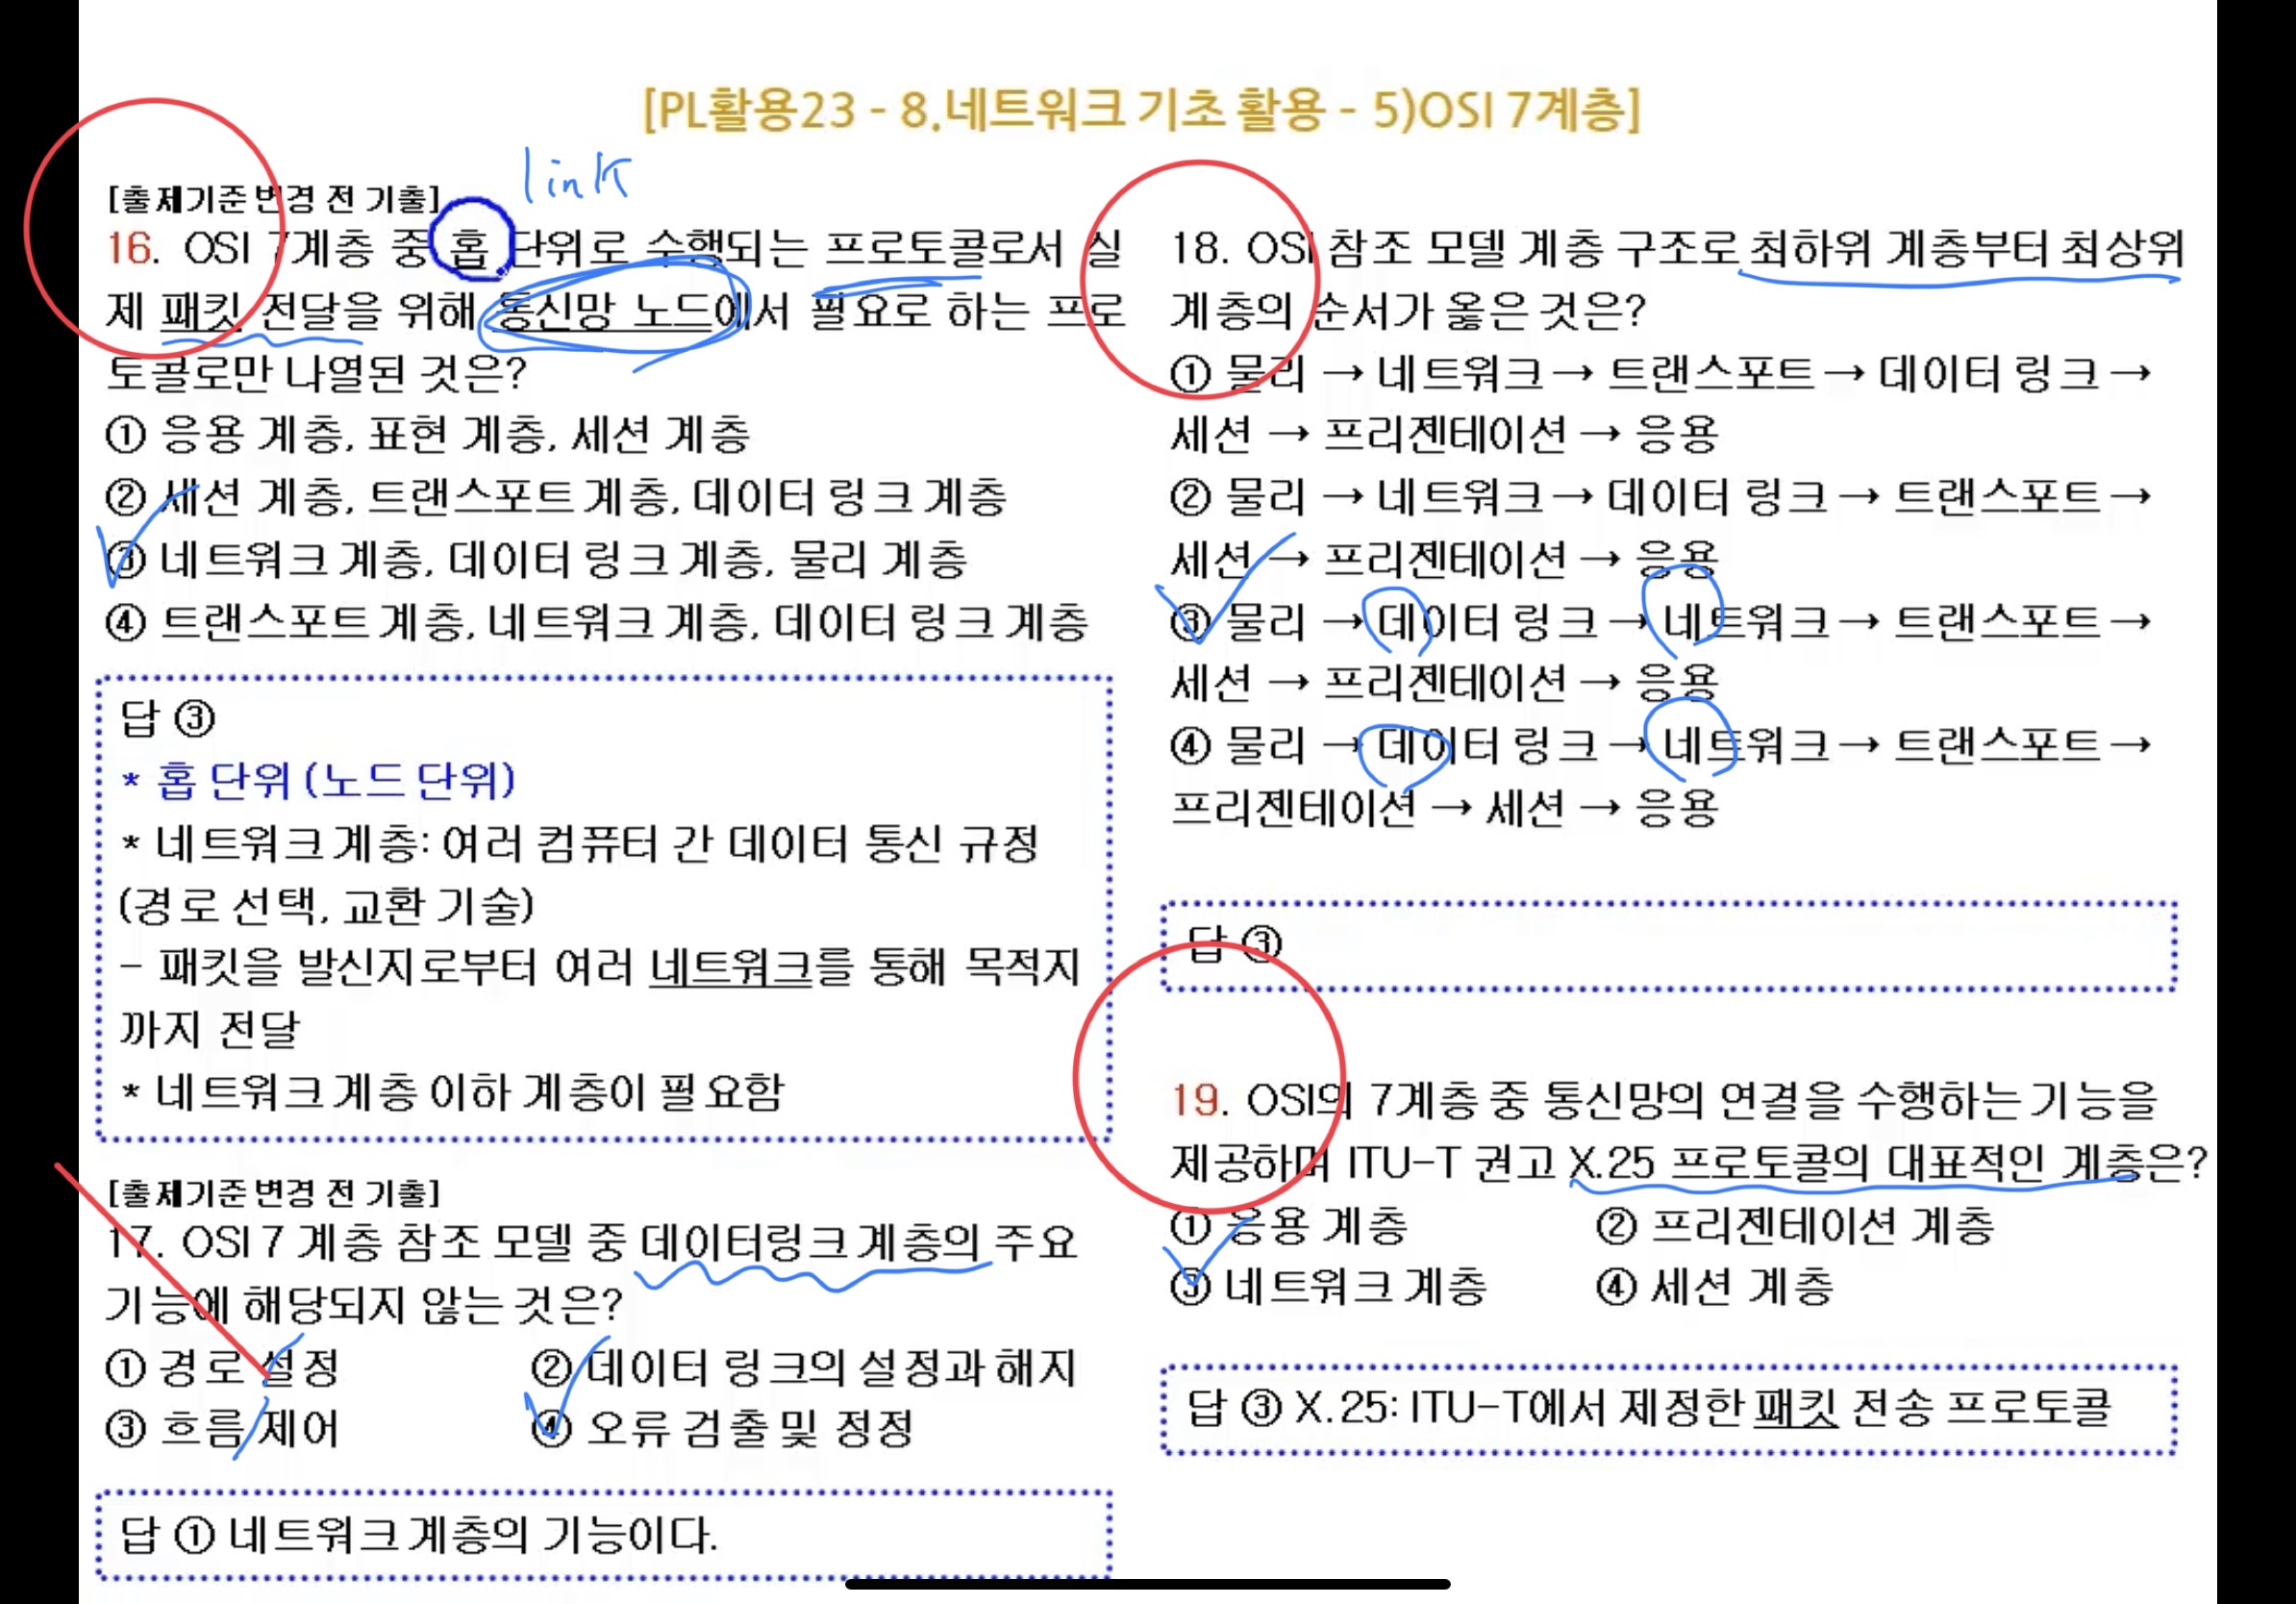 [PL활용23 - 8.네트워크 기초 활용 - 5)OSI 7계층]
link
[출제기준 변경 전 기출]
16. OSI 7계층 중 홉 단위로 수행되는 프로토콜로서 실
제 패킷 전달을 위해 통신망 노드에서 필요로 하는 프로
토콜로만 나열된 것은?
① 응용 계층, 표현 계층, 세션 계층
② 세션 계층, 트랜스포트 계층, 데이터 링크 계층
③ 네트워크 계층, 데이터 링크 계층, 물리 계층
④ 트랜스포트 계층, 네트워크 계층, 데이터 링크 계층
답 ③
* 홉 단위 (노드 단위)
* 네트워크 계층: 여러 컴퓨터 간 데이터 통신 규정
(경로 선택, 교환 기술)
- 패킷을 발신지로부터 여러 네트워크를 통해 목적지
까지 전달
* 네트워크 계층 이하 계층이 필요함
[출제기준 변경 전 기출]
17. OSI 7 계층 참조 모델 중 데이터링크 계층의 주요
기능에 해당되지 않는 것은?
① 경로 설정 ② 데이터 링크의 설정과 해지
③ 흐름 제어 ④ 오류 검출 및 정정
답 ① 네트워크 계층의 기능이다.
18. OSI 참조 모델 계층 구조로 최하위 계층부터 최상위
계층의 순서가 옳은 것은?
① 물리 → 네트워크 → 트랜스포트 → 데이터 링크 →
세션 → 프리젠테이션 → 응용
② 물리 → 네트워크 → 데이터 링크 → 트랜스포트 →
세션 → 프리젠테이션 → 응용
③ 물리 → 데이터 링크 → 네트워크 → 트랜스포트 →
세션 → 프리젠테이션 → 응용
④ 물리 → 데이터 링크 → 네트워크 → 트랜스포트 →
프리젠테이션 → 세션 → 응용
답 ③
19. OSI의 7계층 중 통신망의 연결을 수행하는 기능을
제공하며 ITU-T 권고 X.25 프로토콜의 대표적인 계층은?
① 응용 계층 ② 프리젠테이션 계층
③ 네트워크 계층 ④ 세션 계층
답 ③ X.25: ITU-T에서 제정한 패킷 전송 프로토콜